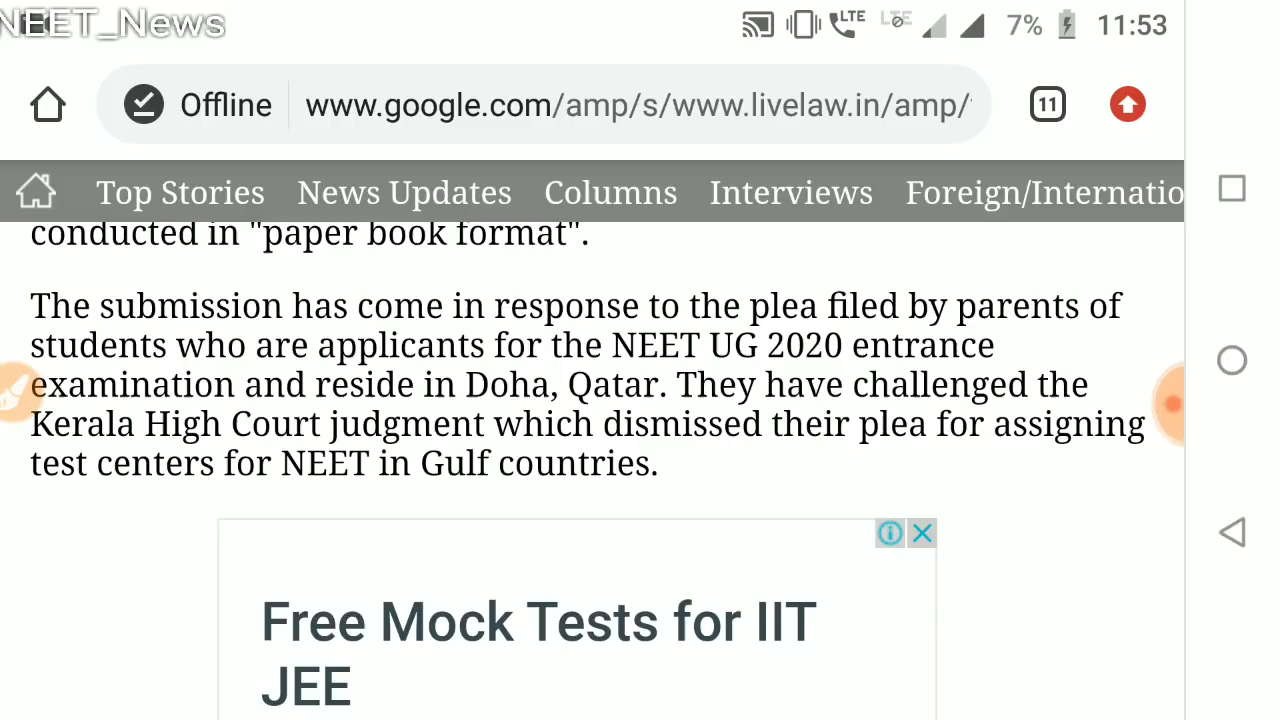 NEET_News
LTE LTE 7% 11:53
Offline www.google.com/amp/s/www.livelaw.in/amp/ 11
Top Stories News Updates Columns Interviews Foreign/Internatio
conducted in "paper book format".
The submission has come in response to the plea filed by parents of
students who are applicants for the NEET UG 2020 entrance
examination and reside in Doha, Qatar. They have challenged the
Kerala High Court judgment which dismissed their plea for assigning
test centers for NEET in Gulf countries.
Free Mock Tests for IIT
JEE